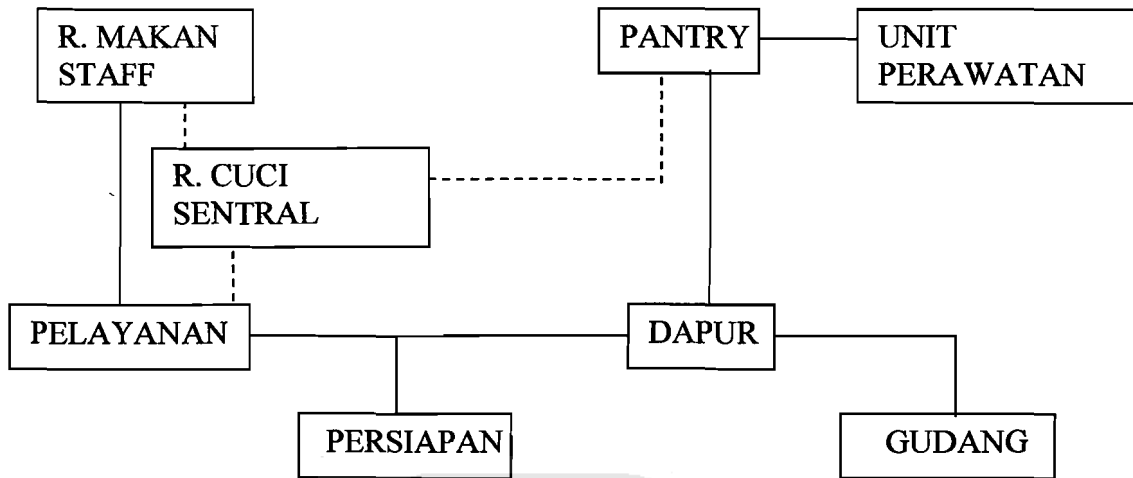 R. MAKAN
STAFF
PANTRY
UNIT
PERAWATAN
R. CUCI
SENTRAL
PELAYANAN
DAPUR
PERSIAPAN
GUDANG